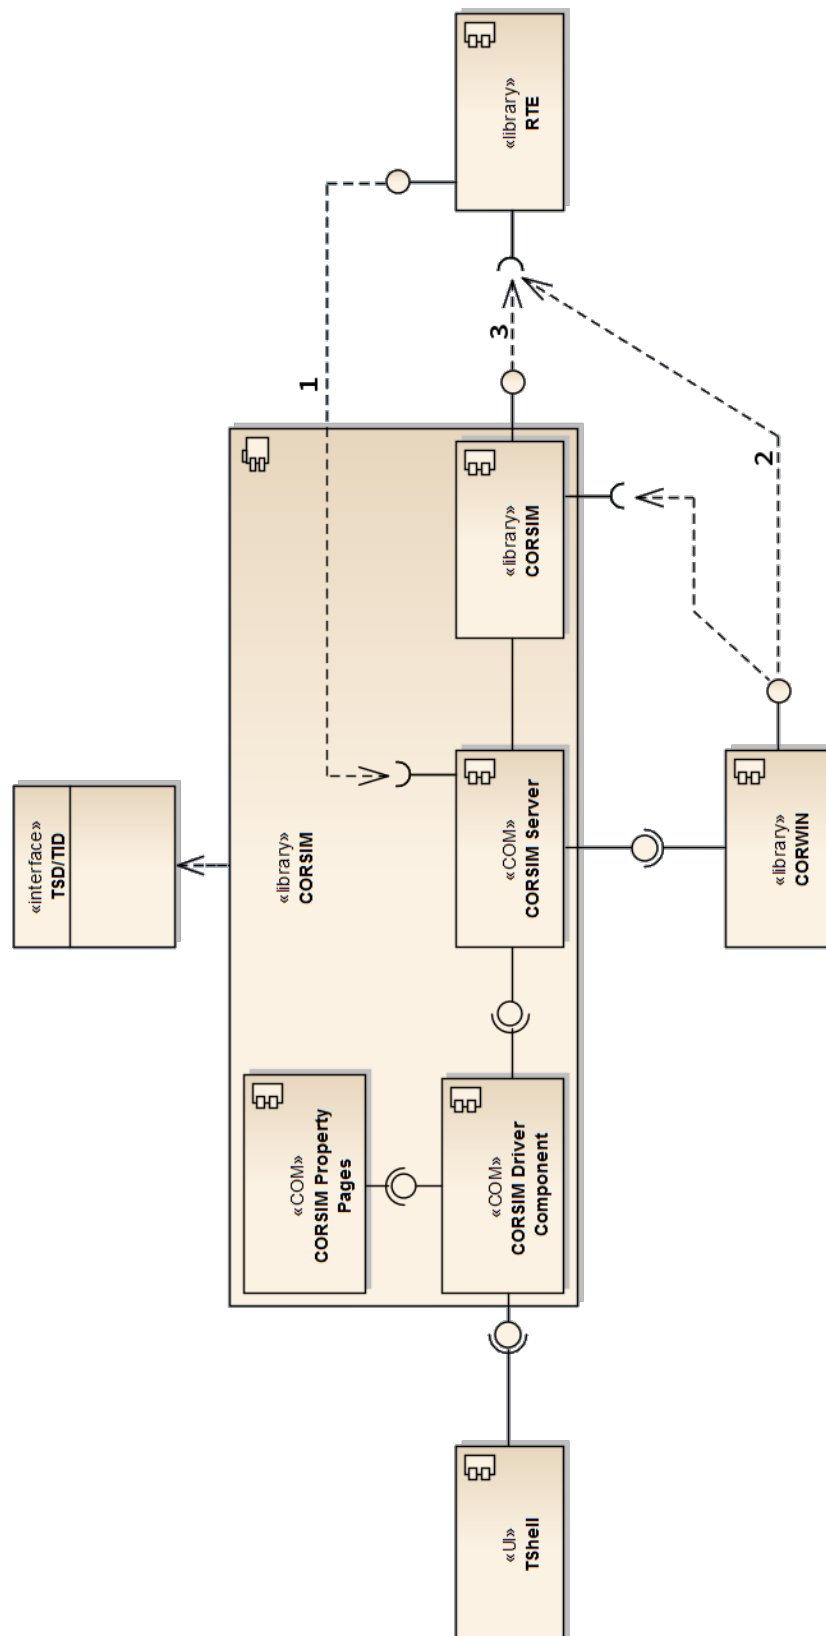 «interface»
TSD/TID
«library»
CORSIM
«COM»
CORSIM Property
Pages
«UI»
TShell
«COM»
CORSIM Driver
Component
«COM»
CORSIM Server
«library»
CORSIM
«library»
RTE
«library»
CORWIN
1
3
2